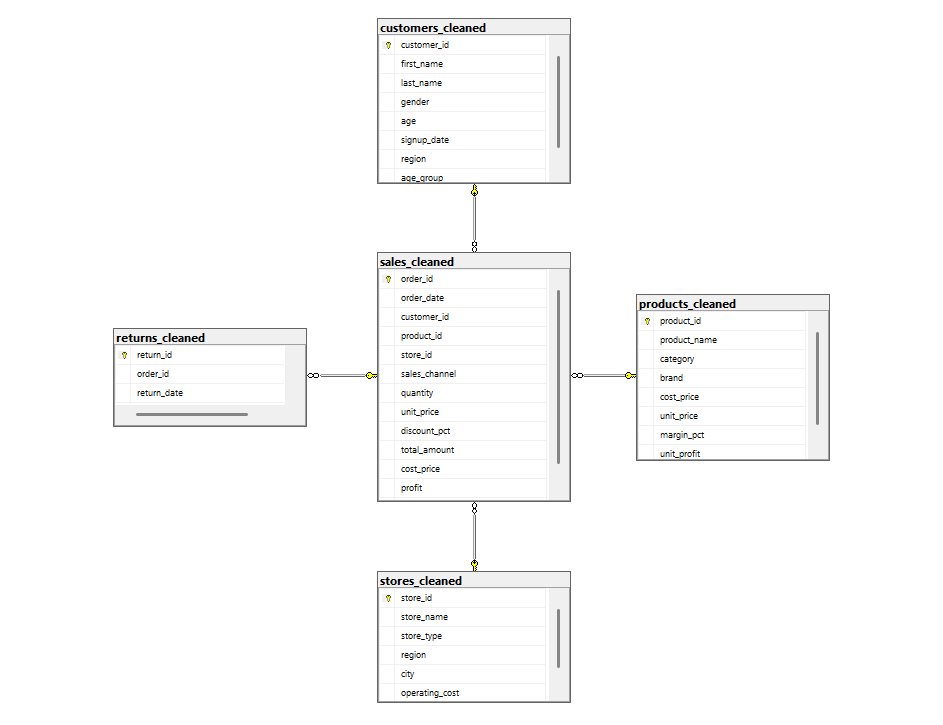 customers_cleaned
customer_id
first_name
last_name
gender
age
signup_date
region
age_group
sales_cleaned
order_id
order_date
customer_id
product_id
store_id
sales_channel
quantity
unit_price
discount_pct
total_amount
cost_price
profit
products_cleaned
product_id
product_name
category
brand
cost_price
unit_price
margin_pct
unit_profit
returns_cleaned
return_id
order_id
return_date
stores_cleaned
store_id
store_name
store_type
region
city
operating_cost